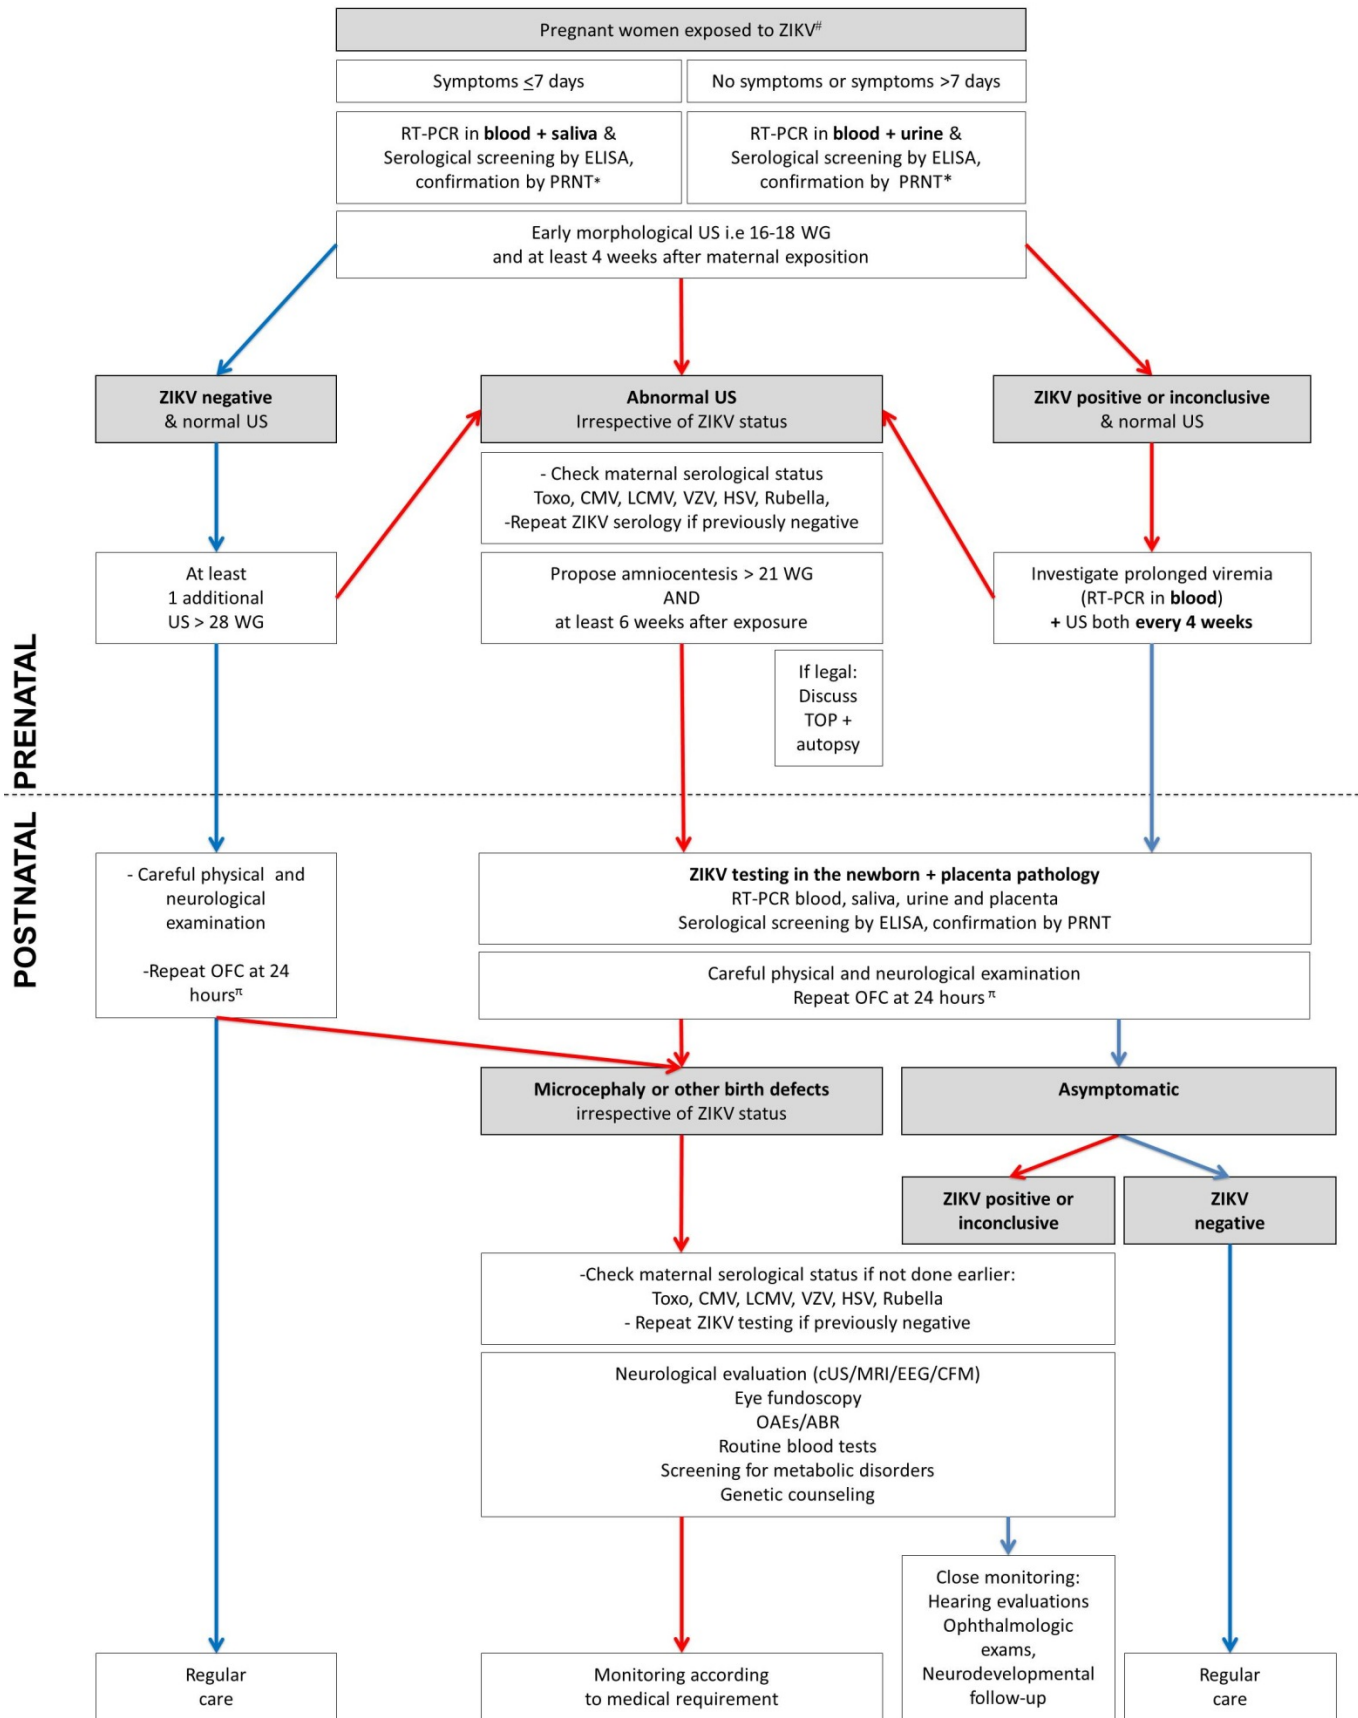 Pregnant women exposed to ZIKV#
Symptoms ≤7 days
No symptoms or symptoms >7 days
RT-PCR in blood + saliva &
Serological screening by ELISA,
confirmation by PRNT*
RT-PCR in blood + urine &
Serological screening by ELISA,
confirmation by PRNT*
Early morphological US i.e 16-18 WG
and at least 4 weeks after maternal exposition
ZIKV negative
& normal US
Abnormal US
Irrespective of ZIKV status
ZIKV positive or inconclusive
& normal US
- Check maternal serological status
Toxo, CMV, LCMV, VZV, HSV, Rubella,
-Repeat ZIKV serology if previously negative
At least
1 additional
US > 28 WG
Propose amniocentesis > 21 WG
AND
at least 6 weeks after exposure
Investigate prolonged viremia
(RT-PCR in blood)
+ US both every 4 weeks
If legal:
Discuss
TOP +
autopsy
PRENATAL
POSTNATAL
- Careful physical and
neurological
examination
-Repeat OFC at 24
hoursπ
ZIKV testing in the newborn + placenta pathology
RT-PCR blood, saliva, urine and placenta
Serological screening by ELISA, confirmation by PRNT
Careful physical and neurological examination
Repeat OFC at 24 hours π
Microcephaly or other birth defects
irrespective of ZIKV status
Asymptomatic
ZIKV positive or
inconclusive
ZIKV
negative
-Check maternal serological status if not done earlier:
Toxo, CMV, LCMV, VZV, HSV, Rubella
- Repeat ZIKV testing if previously negative
Neurological evaluation (cUS/MRI/EEG/CFM)
Eye fundoscopy
OAEs/ABR
Routine blood tests
Screening for metabolic disorders
Genetic counseling
Close monitoring:
Hearing evaluations
Ophthalmologic
exams,
Neurodevelopmental
follow-up
Regular
care
Monitoring according
to medical requirement
Regular
care